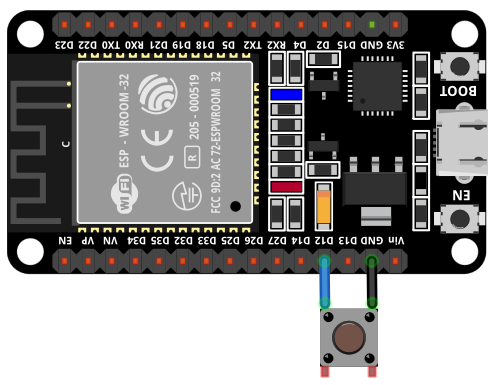 D23 D22 TX0 RX0 D21 D19 D18 D5 TX2 RX2 D4 D2 D15 GND 3V3
BOOT
EN
C
ESP - WROOM -32
WiFi
CE
R 205 - 000519
FCC 9D:2 AC72-ESPWROOM 32
EN VP VN D34 D35 D32 D33 D25 D26 D27 D14 D12 D13 GND Vin